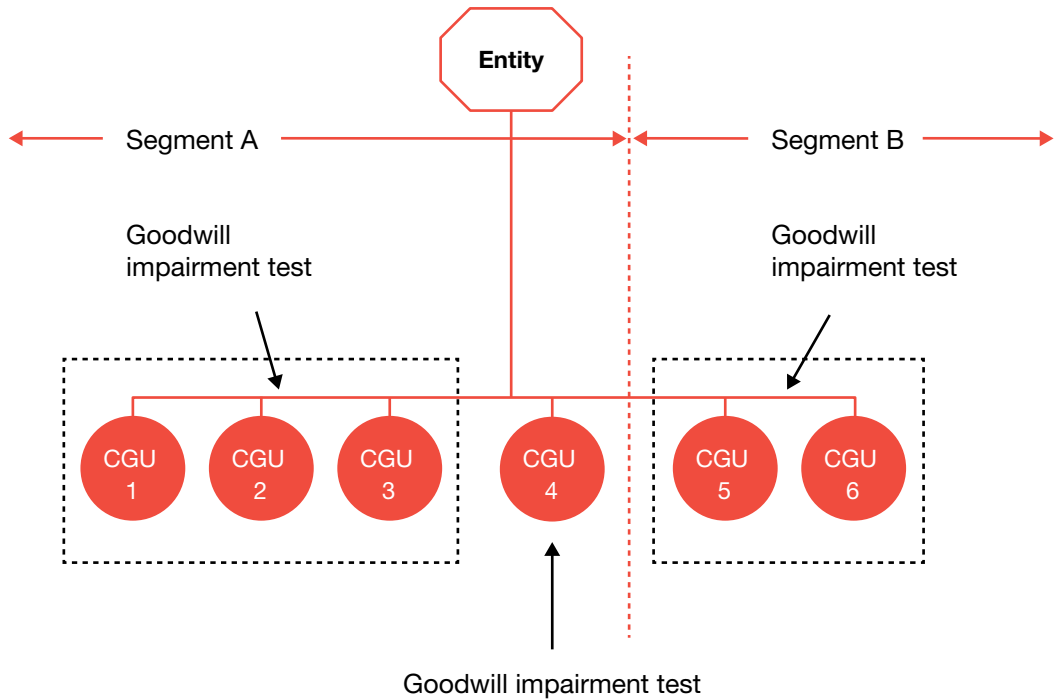 Entity
Segment A
Segment B
Goodwill
impairment test
Goodwill
impairment test
CGU
1
CGU
2
CGU
3
CGU
4
CGU
5
CGU
6
Goodwill impairment test